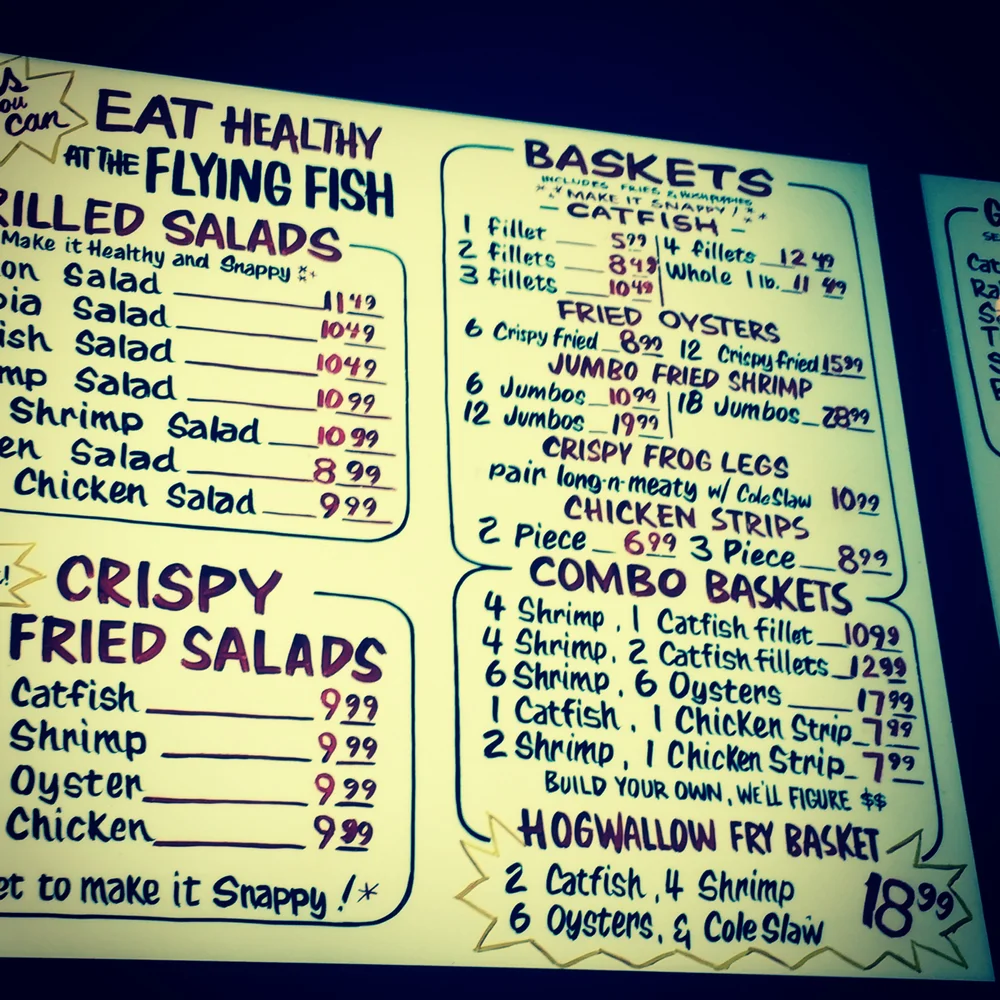 ou
can
EAT HEALTHY
AT THE FLYING FISH
RILLED SALADS
Make it Healthy and Snappy
on Salad 11 49
pia Salad 10 49
ish Salad 10 49
mp Salad 10 99
Shrimp Salad 10 99
en Salad 8 99
Chicken Salad 9 99
CRISPY
FRIED SALADS
Catfish 9 99
Shrimp 9 99
Oyster 9 99
Chicken 9 99
et to make it Snappy!*
BASKETS
INCLUDES FRIES & HUSHPUPPIES
** MAKE IT SNAPPY! **
- CATFISH -
1 fillet 5 99 4 fillets 12 49
2 fillets 8 49 Whole 1 lb. 11 49
3 fillets 10 49
FRIED OYSTERS
6 Crispy Fried 8 99 12 Crispy Fried 15 99
JUMBO FRIED SHRIMP
6 Jumbos 10 99 18 Jumbos 28 99
12 Jumbos 19 99
CRISPY FROG LEGS
pair long-n-meaty w/ Cole Slaw 10 99
CHICKEN STRIPS
2 Piece 6 99 3 Piece 8 99
COMBO BASKETS
4 Shrimp, 1 Catfish fillet 10 99
4 Shrimp, 2 Catfish fillets 12 99
6 Shrimp, 6 Oysters 17 99
1 Catfish, 1 Chicken Strip 7 99
2 Shrimp, 1 Chicken Strip 7 99
BUILD YOUR OWN, WE'LL FIGURE $$
HOGWALLOW FRY BASKET
2 Catfish, 4 Shrimp
6 Oysters, & Cole Slaw 18 99
Cat
Ra